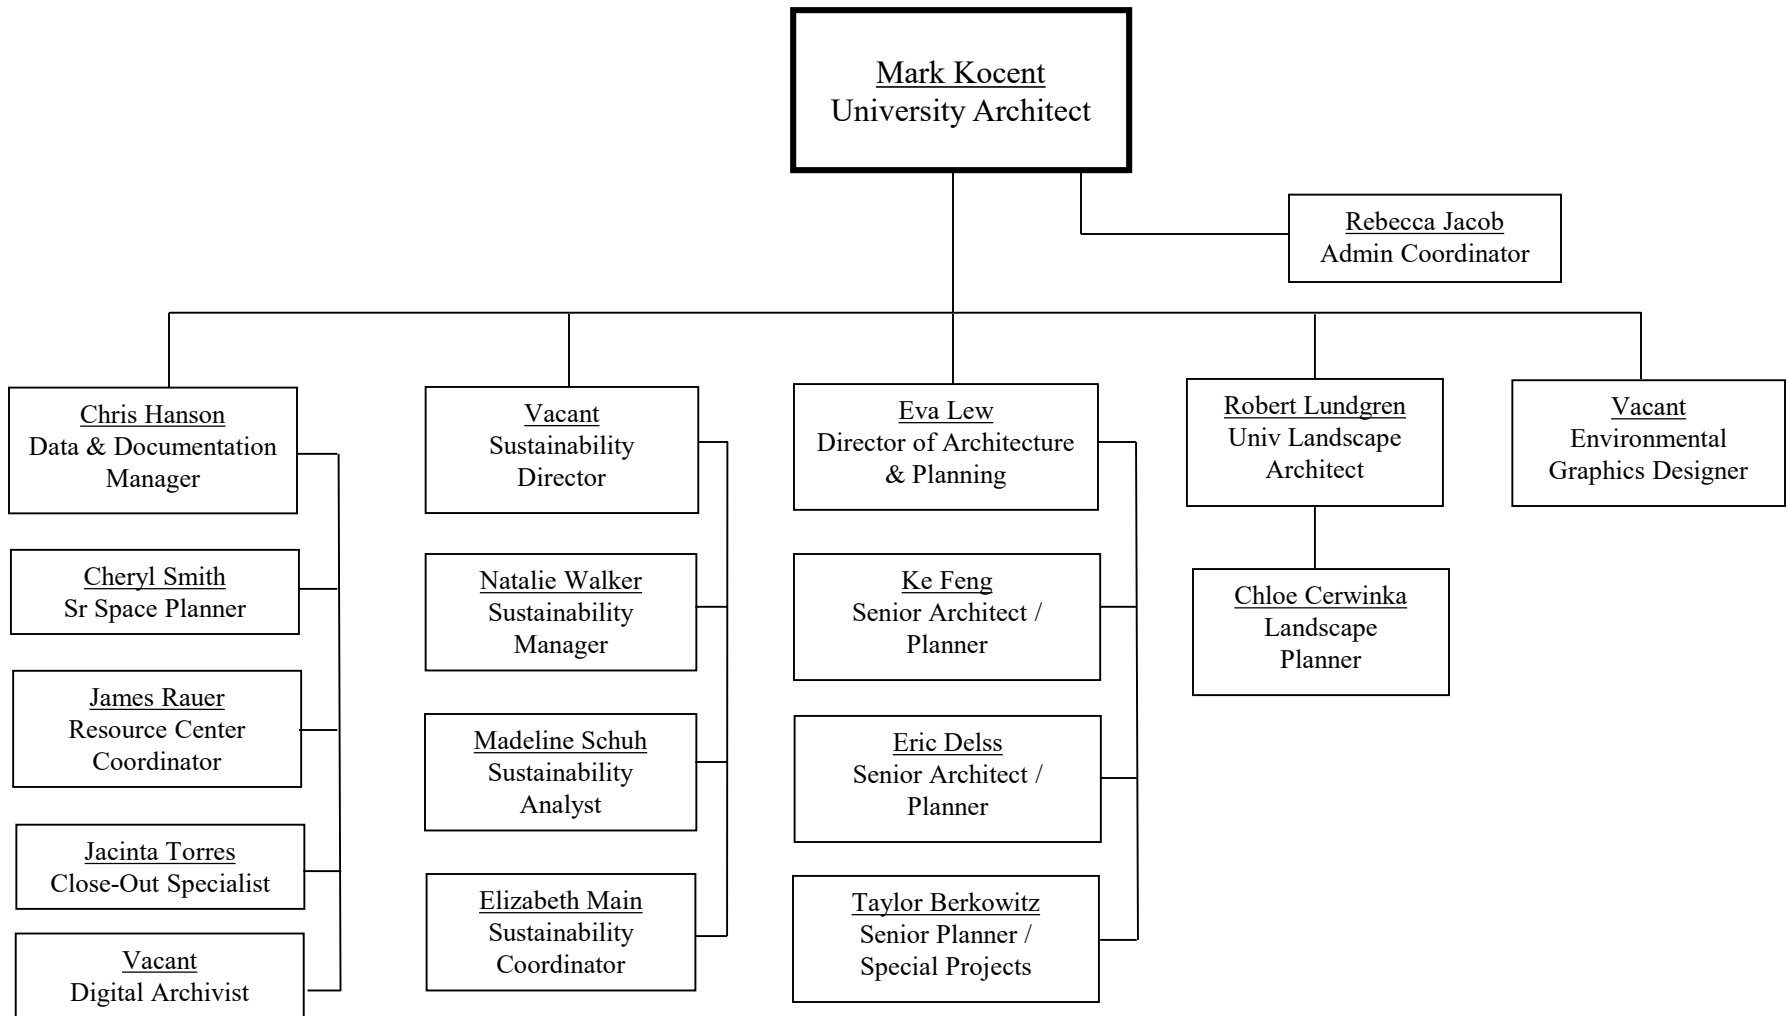 Mark Kocent
University Architect
Rebecca Jacob
Admin Coordinator
Chris Hanson
Data & Documentation
Manager
Cheryl Smith
Sr Space Planner
James Rauer
Resource Center
Coordinator
Jacinta Torres
Close-Out Specialist
Vacant
Digital Archivist
Vacant
Sustainability
Director
Natalie Walker
Sustainability
Manager
Madeline Schuh
Sustainability
Analyst
Elizabeth Main
Sustainability
Coordinator
Eva Lew
Director of Architecture
& Planning
Ke Feng
Senior Architect /
Planner
Eric Delss
Senior Architect /
Planner
Taylor Berkowitz
Senior Planner /
Special Projects
Robert Lundgren
Univ Landscape
Architect
Chloe Cerwinka
Landscape
Planner
Vacant
Environmental
Graphics Designer